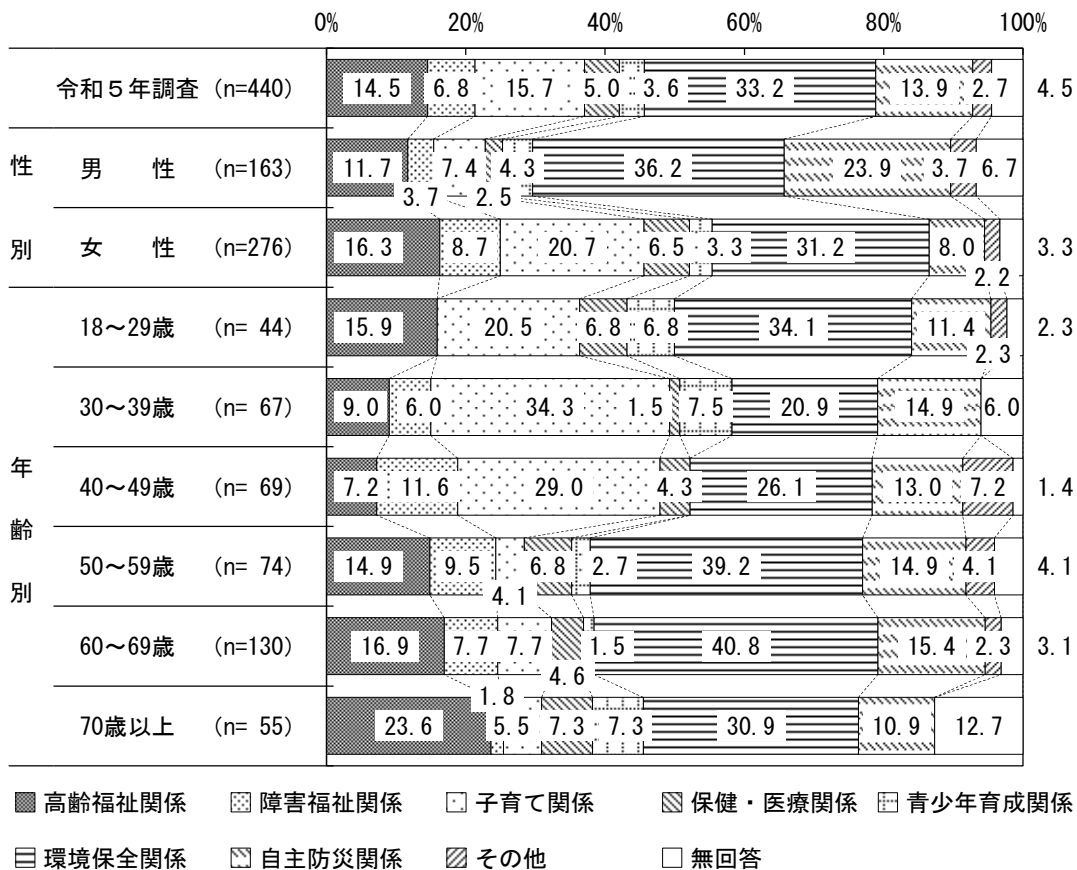 0% 20% 40% 60% 80% 100%
令和５年調査 (n=440) 14.5 6.8 15.7 5.0 3.6 33.2 13.9 2.7 4.5
性別
男　性 (n=163) 11.7 3.7 7.4 2.5 4.3 36.2 23.9 3.7 6.7
女　性 (n=276) 16.3 8.7 20.7 6.5 3.3 31.2 8.0 2.2 3.3
年齢別
18～29歳 (n= 44) 15.9 20.5 6.8 6.8 34.1 11.4 2.3 2.3
30～39歳 (n= 67) 9.0 6.0 34.3 1.5 7.5 20.9 14.9 6.0
40～49歳 (n= 69) 7.2 11.6 29.0 4.3 26.1 13.0 7.2 1.4
50～59歳 (n= 74) 14.9 9.5 4.1 6.8 2.7 39.2 14.9 4.1 4.1
60～69歳 (n=130) 16.9 7.7 7.7 4.6 1.5 40.8 15.4 2.3 3.1
70歳以上 (n= 55) 23.6 1.8 5.5 7.3 7.3 30.9 10.9 12.7
高齢福祉関係 障害福祉関係 子育て関係 保健・医療関係 青少年育成関係
環境保全関係 自主防災関係 その他 無回答